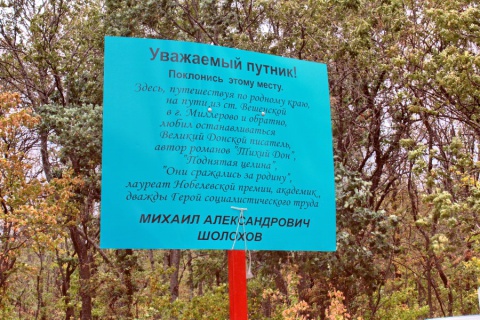 Уважаемый путник!
Поклонись этому месту.
Здесь, путешествуя по родному краю,
на пути из ст. Вешенской
в г. Миллерово и обратно,
любил останавливаться
Великий Донской писатель,
автор романов "Тихий Дон",
"Поднятая целина",
"Они сражались за родину",
лауреат Нобелевской премии, академик,
дважды Герой социалистического труда
МИХАИЛ АЛЕКСАНДРОВИЧ
ШОЛОХОВ